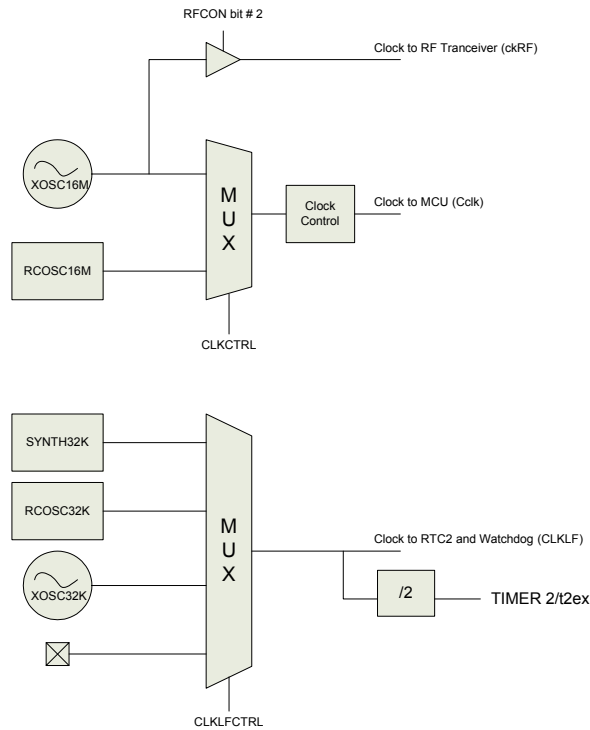 RFCON bit # 2
Clock to RF Tranceiver (ckRF)
XOSC16M
M
U
X
Clock
Control
Clock to MCU (Cclk)
RCOSC16M
CLKCTRL
SYNTH32K
RCOSC32K
M
U
X
Clock to RTC2 and Watchdog (CLKLF)
XOSC32K
/2
TIMER 2/t2ex
CLKLFCTRL